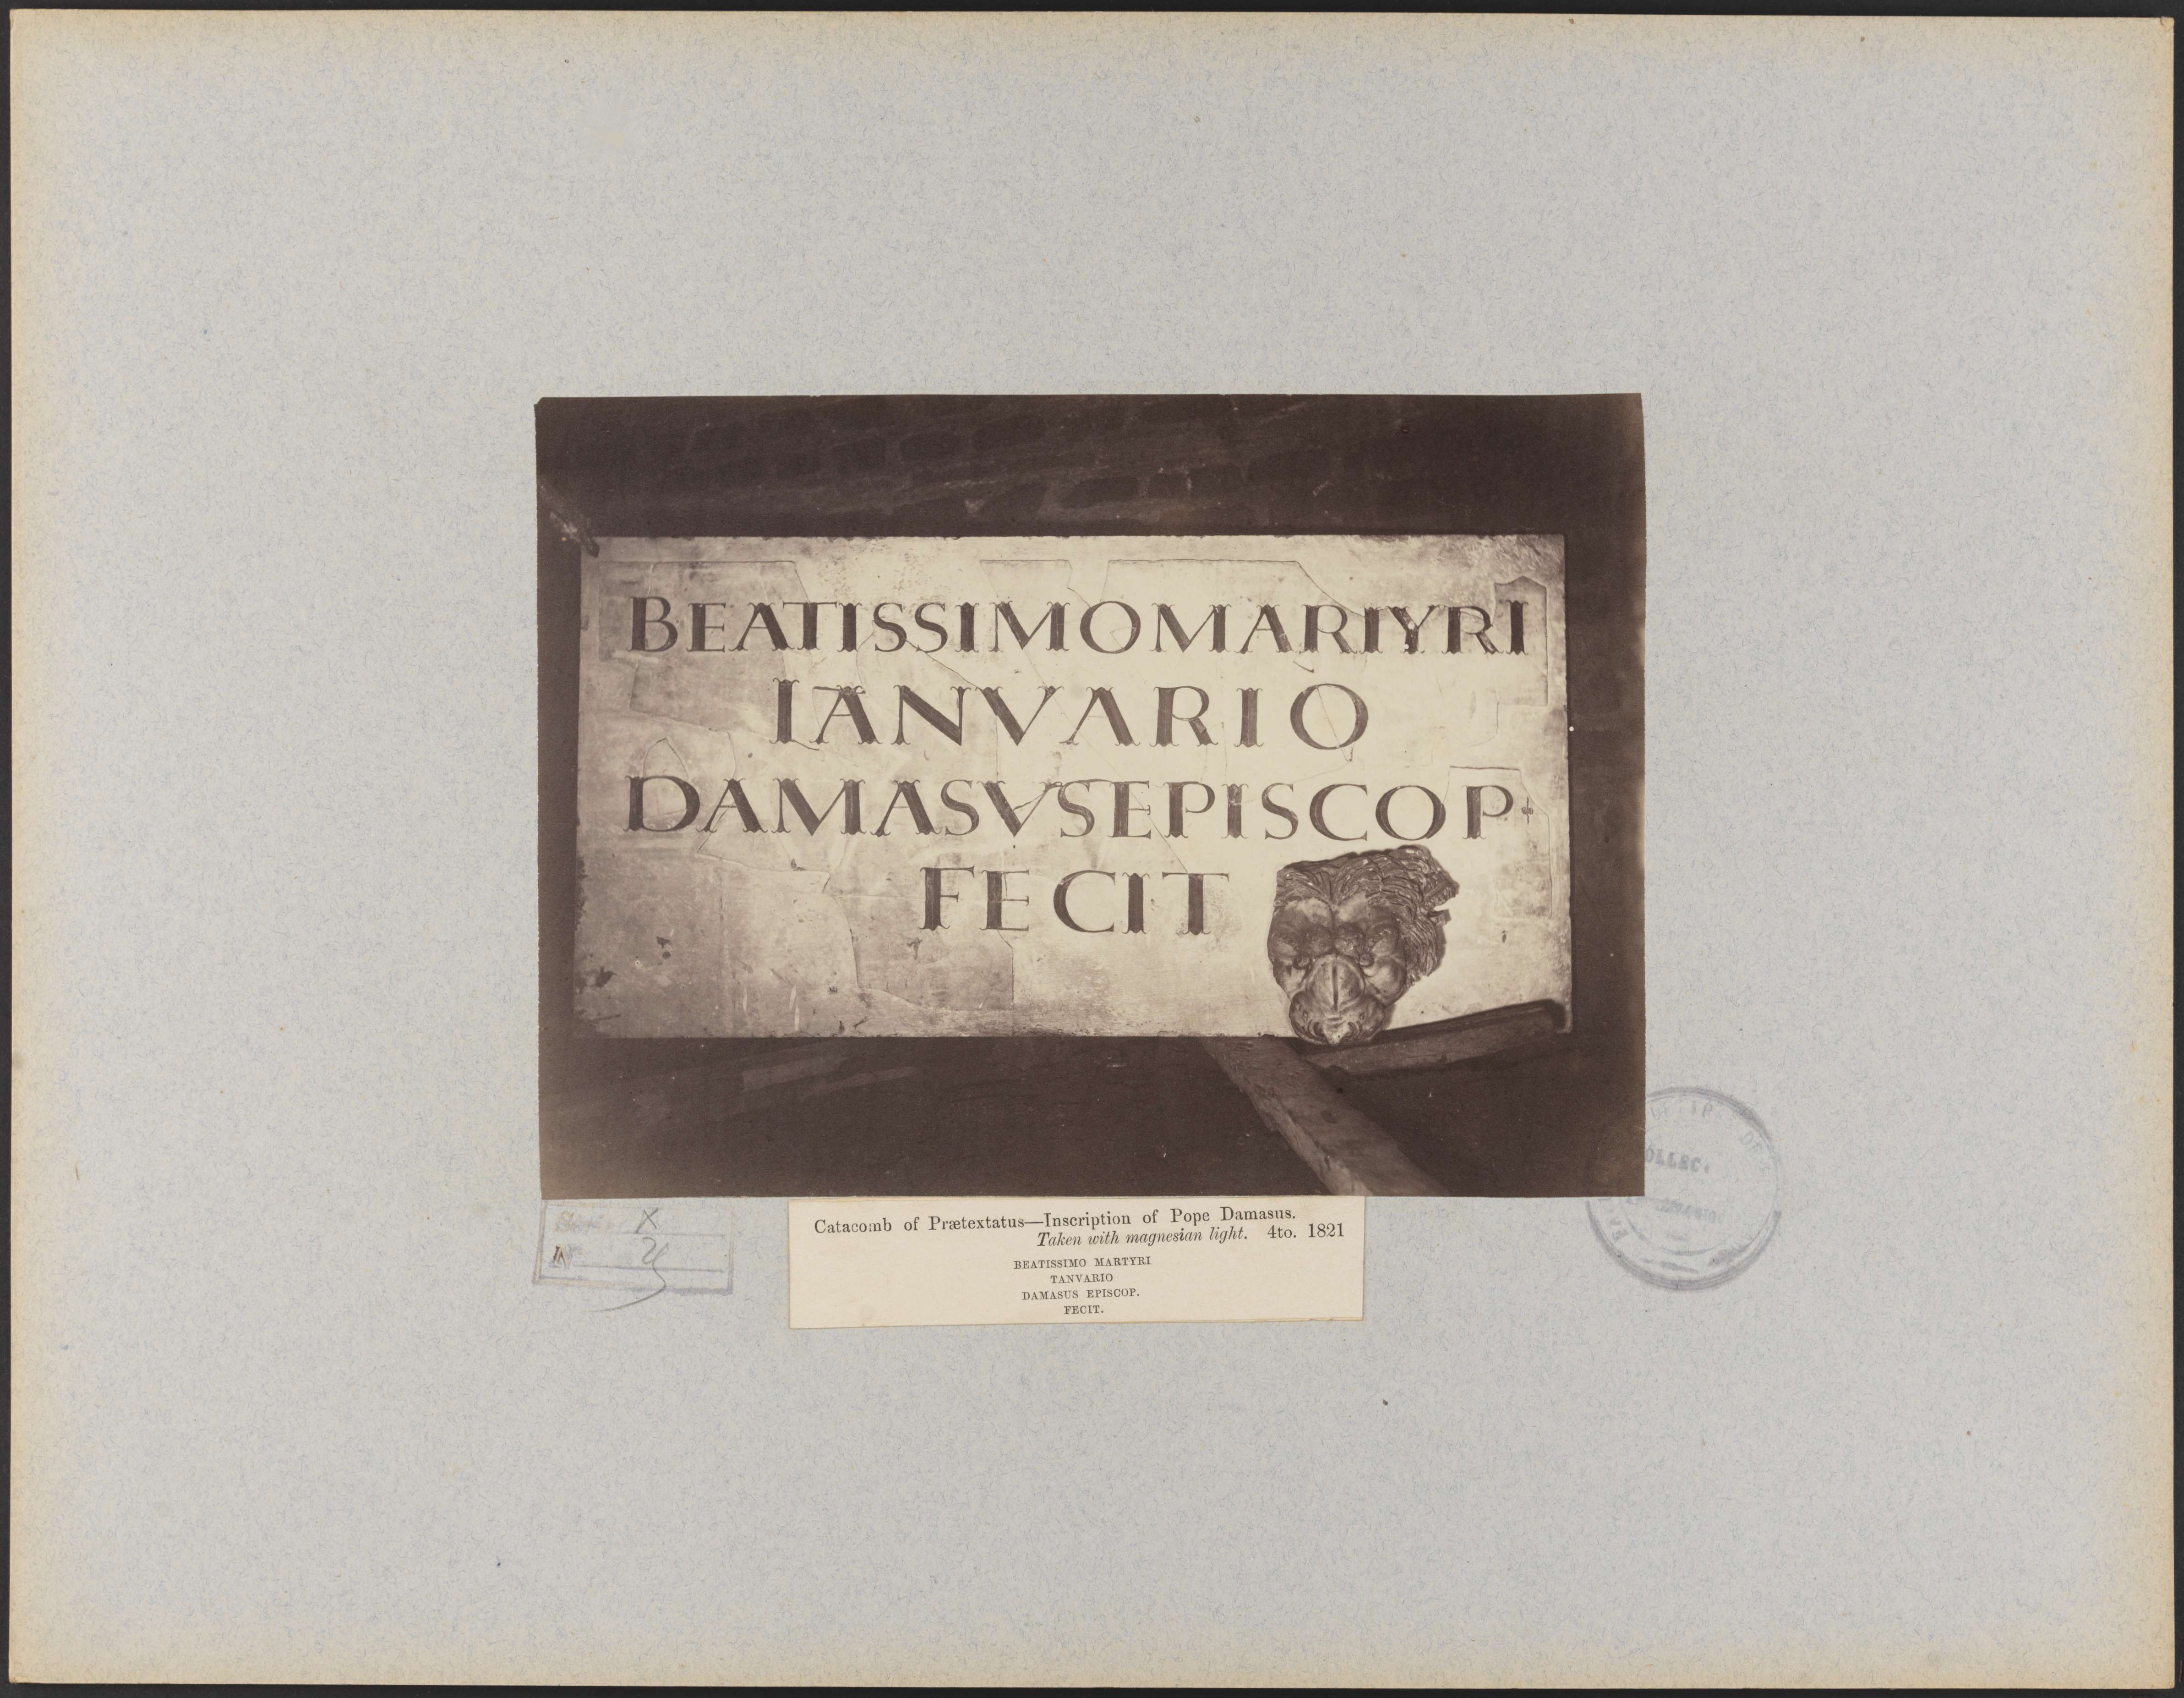 BEATISSIMOMARTYRI
IANVARIO
DAMASVSEPISCOP·
FECIT
X
N
Catacomb of Prætextatus—Inscription of Pope Damasus.
Taken with magnesian light. 4to. 1821
BEATISSIMO MARTYRI
TANVARIO
DAMASUS EPISCOP.
FECIT.